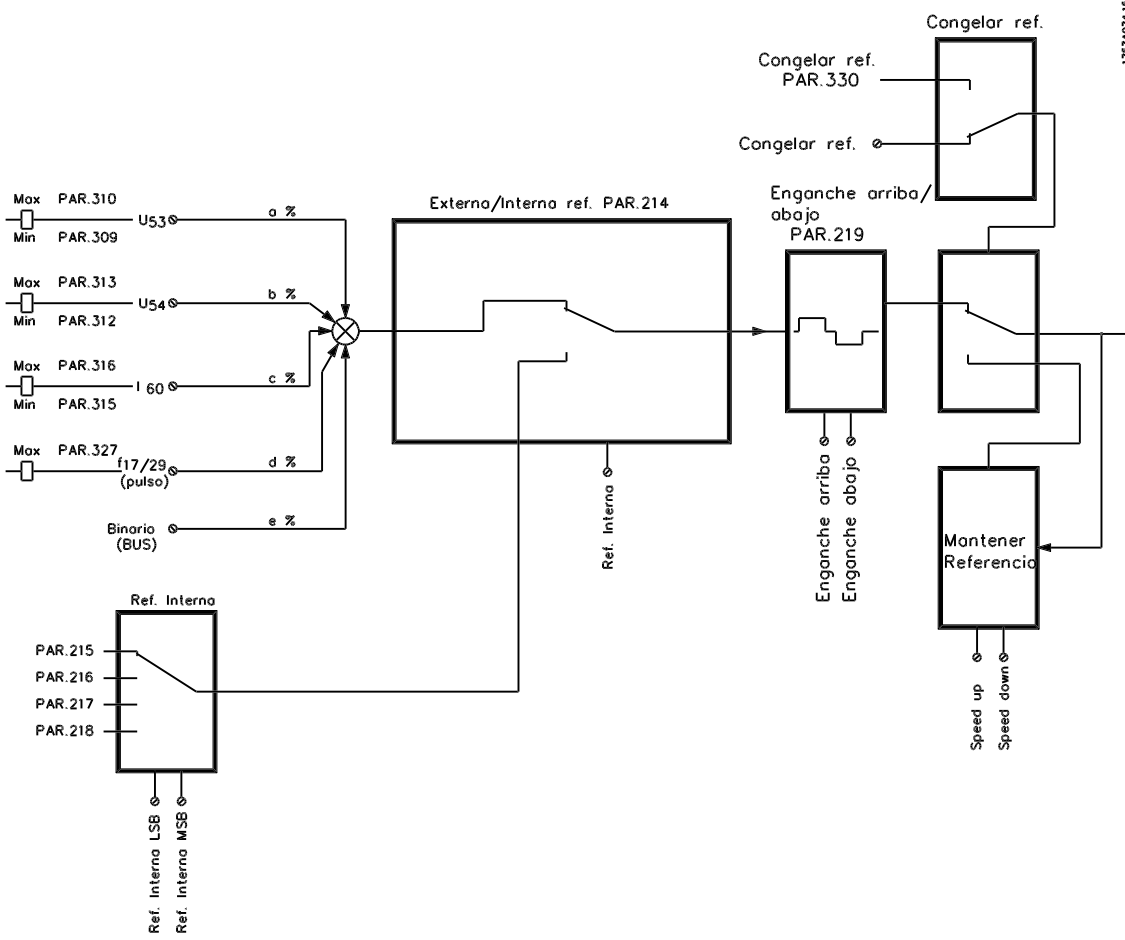 Congelar ref.
Congelar ref.
PAR.330
Congelar ref.
Externa/Interna ref. PAR.214
Enganche arriba/
abajo
PAR.219
Max PAR.310
U53
a %
Min PAR.309
Max PAR.313
U54
b %
Min PAR.312
Max PAR.316
I 60
c %
Min PAR.315
Max PAR.327
f17/29
(pulso)
d %
Binario
(BUS)
e %
Ref. Interna
Enganche arriba
Enganche abajo
Mantener
Referencia
Speed up
Speed down
Ref. Interna
PAR.215
PAR.216
PAR.217
PAR.218
Ref. Interna LSB
Ref. Interna MSB